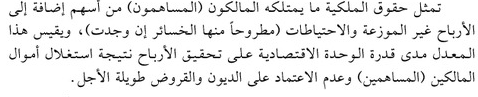 تمثل حقوق الملكية ما يمتلكه المالكون (المساهمون) من أسهم إضافة إلى
الأرباح غير الموزعة والاحتياطات (مطروحاً منها الخسائر إن وجدت)، ويقيس هذا
المعدل مدى قدرة الوحدة الاقتصادية على تحقيق الأرباح نتيجة استغلال أموال
المالكين (المساهمين) وعدم الاعتماد على الديون والقروض طويلة الأجل.